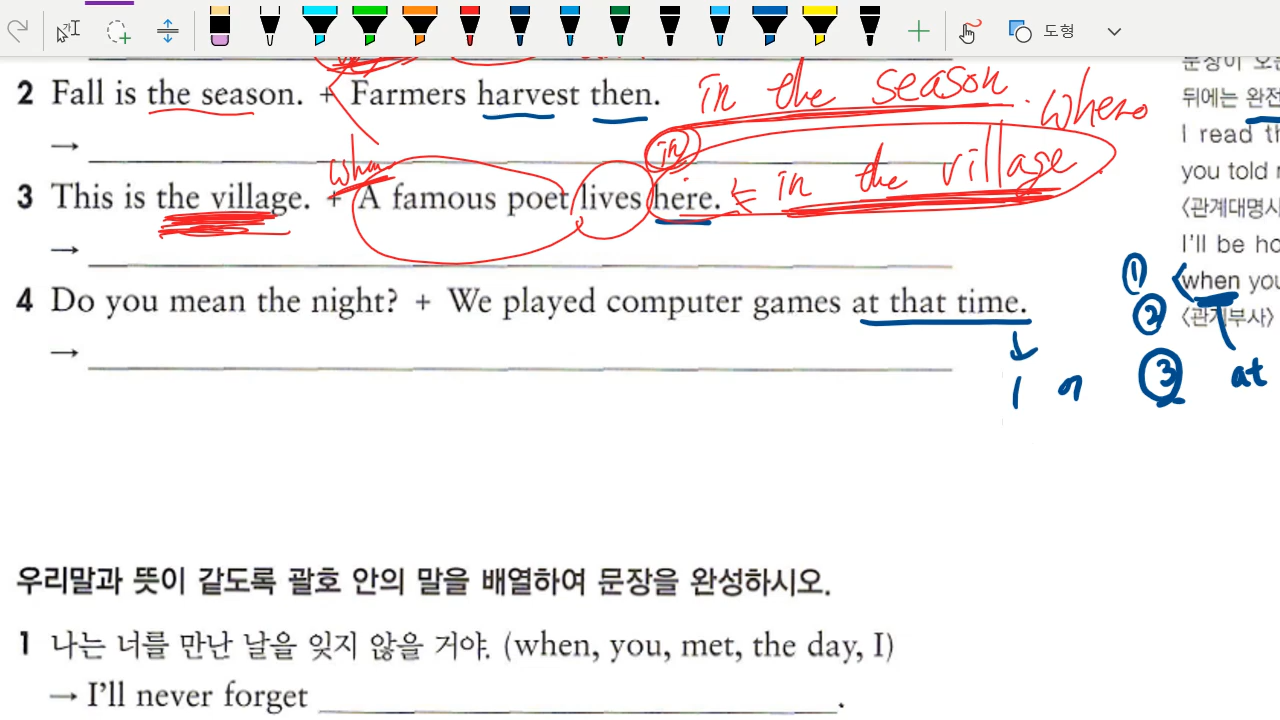 도형
2 Fall is the season. + Farmers harvest then. in the season. where
→
when in
3 This is the village. + A famous poet lives here. ← in the village
→
4 Do you mean the night? + We played computer games at that time.
→
뒤에는 완전
I read th
you told m
〈관계대명사
I'll be ho
① when you
② 〈관계부사〉
③ at
우리말과 뜻이 같도록 괄호 안의 말을 배열하여 문장을 완성하시오.
1 나는 너를 만난 날을 잊지 않을 거야. (when, you, met, the day, I)
→ I'll never forget .